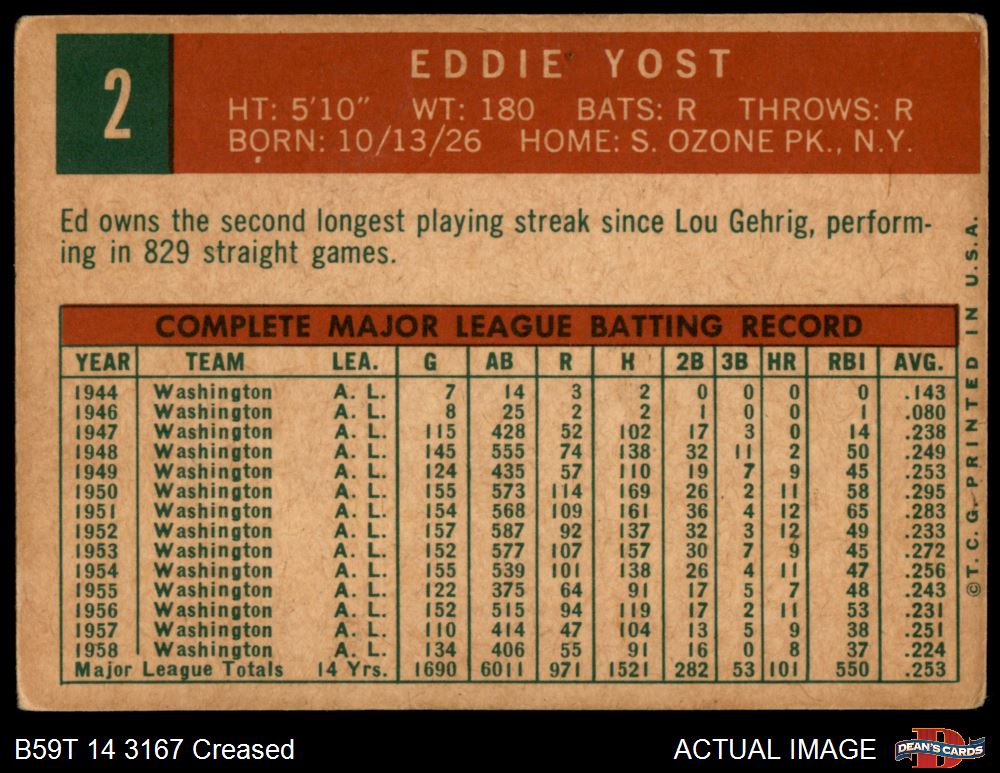 2
EDDIE YOST
HT: 5'10" WT: 180 BATS: R THROWS: R
BORN: 10/13/26 HOME: S. OZONE PK., N.Y.
Ed owns the second longest playing streak since Lou Gehrig, perform-
ing in 829 straight games.
COMPLETE MAJOR LEAGUE BATTING RECORD
YEAR TEAM LEA. G AB R H 2B 3B HR RBI AVG.
1944 Washington A. L. 7 14 3 2 0 0 0 0 .143
1946 Washington A. L. 8 25 2 2 1 0 0 1 .080
1947 Washington A. L. 115 428 52 102 17 3 0 14 .238
1948 Washington A. L. 145 555 74 138 32 11 2 50 .249
1949 Washington A. L. 124 435 57 110 19 7 9 45 .253
1950 Washington A. L. 155 573 114 169 26 2 11 58 .295
1951 Washington A. L. 154 568 109 161 36 4 12 65 .283
1952 Washington A. L. 157 587 92 137 32 3 12 49 .233
1953 Washington A. L. 152 577 107 157 30 7 9 45 .272
1954 Washington A. L. 155 539 101 138 26 4 11 47 .256
1955 Washington A. L. 122 375 64 91 17 5 7 48 .243
1956 Washington A. L. 152 515 94 119 17 2 11 53 .231
1957 Washington A. L. 110 414 47 104 13 5 9 38 .251
1958 Washington A. L. 134 406 55 91 16 0 8 37 .224
Major League Totals 14 Yrs. 1690 6011 971 1521 282 53 101 550 .253
© T. C. G. PRINTED IN U.S.A.
B59T 14 3167 Creased
ACTUAL IMAGE
DEAN'S CARDS